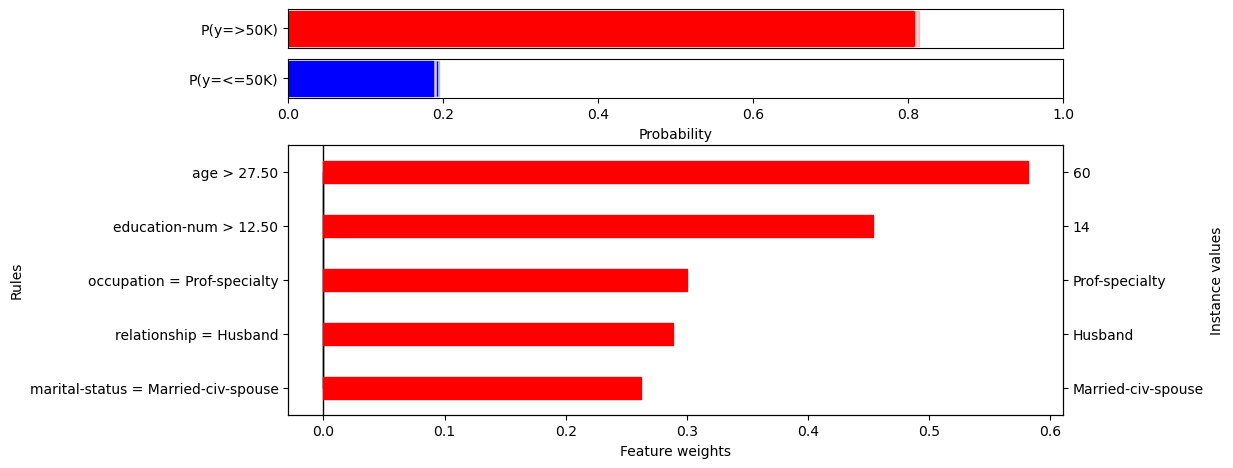 P(y=>50K)
P(y=<=50K)
0.0 0.2 0.4 0.6 0.8 1.0
Probability
age > 27.50 60
education-num > 12.50 14
occupation = Prof-specialty Prof-specialty
relationship = Husband Husband
marital-status = Married-civ-spouse Married-civ-spouse
Rules
Instance values
0.0 0.1 0.2 0.3 0.4 0.5 0.6
Feature weights